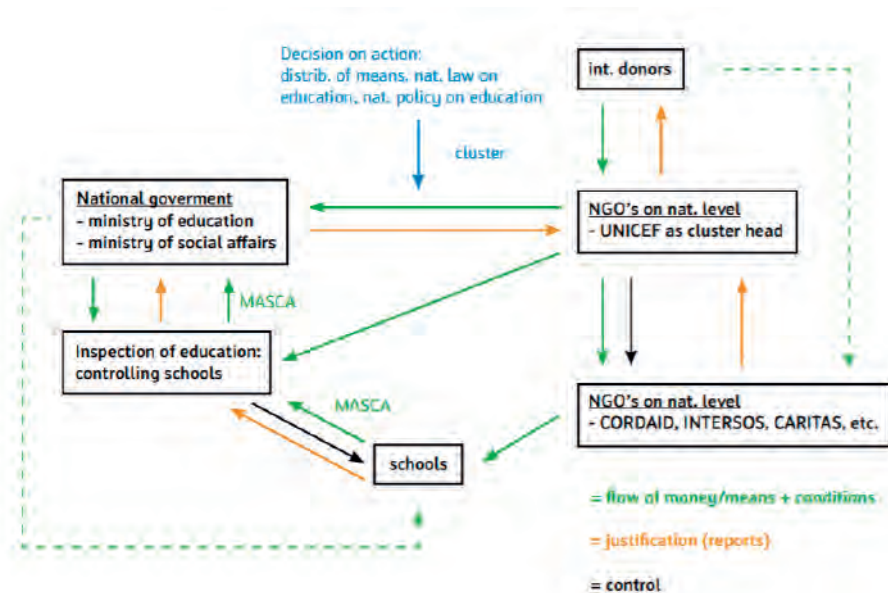 Decision on action:
distrib. of means, nat. law on
education, nat. policy on education
cluster
int. donors
National goverment
- ministry of education
- ministry of social affairs
NGO's on nat. level
- UNICEF as cluster head
MASCA
Inspection of education:
controlling schools
MASCA
schools
NGO's on nat. level
- CORDAID, INTERSOS, CARITAS, etc.
= flow of money/means + conditions
= justification (reports)
= control